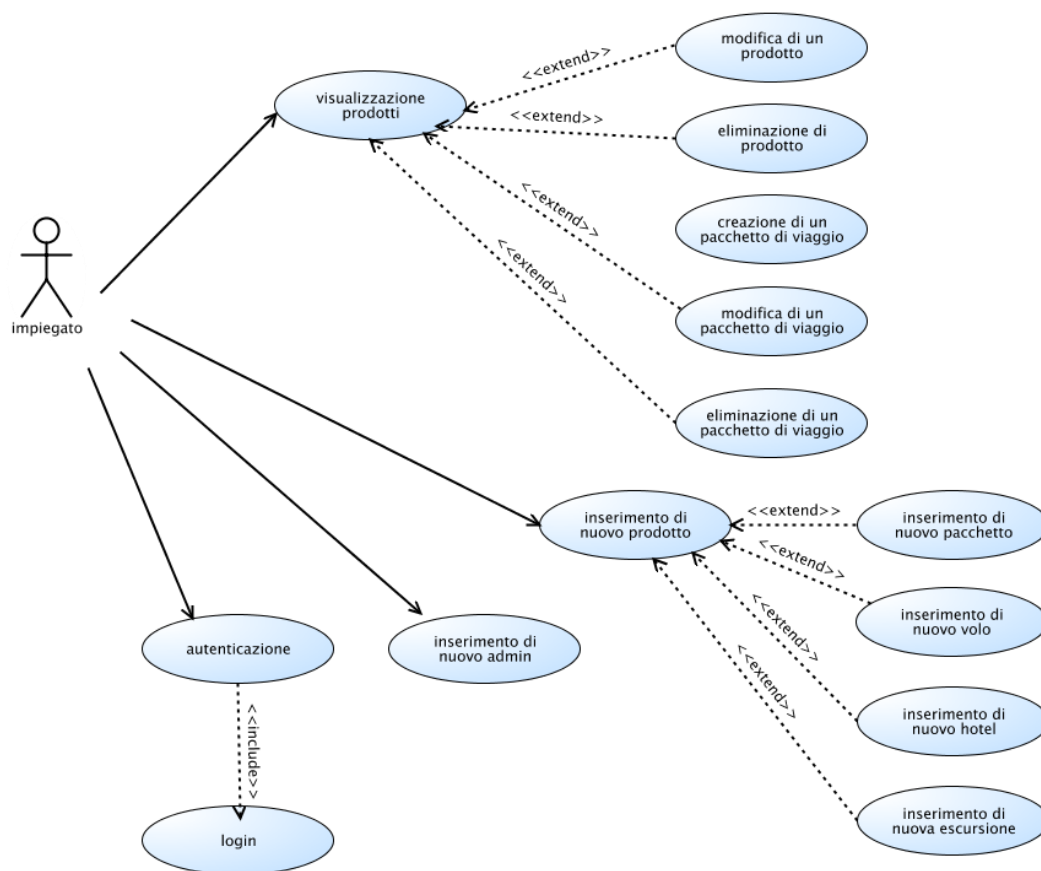 modifica di un
prodotto
<<extend>>
visualizzazione
prodotti
<<extend>>
eliminazione di
prodotto
<<extend>>
creazione di un
pacchetto di viaggio
<<extend>>
impiegato
modifica di un
pacchetto di viaggio
eliminazione di un
pacchetto di viaggio
inserimento di
nuovo prodotto
<<extend>>
inserimento di
nuovo pacchetto
<<extend>>
inserimento di
nuovo volo
<<extend>>
autenticazione
inserimento di
nuovo admin
<<extend>>
inserimento di
nuovo hotel
<<include>>
login
inserimento di
nuova escursione